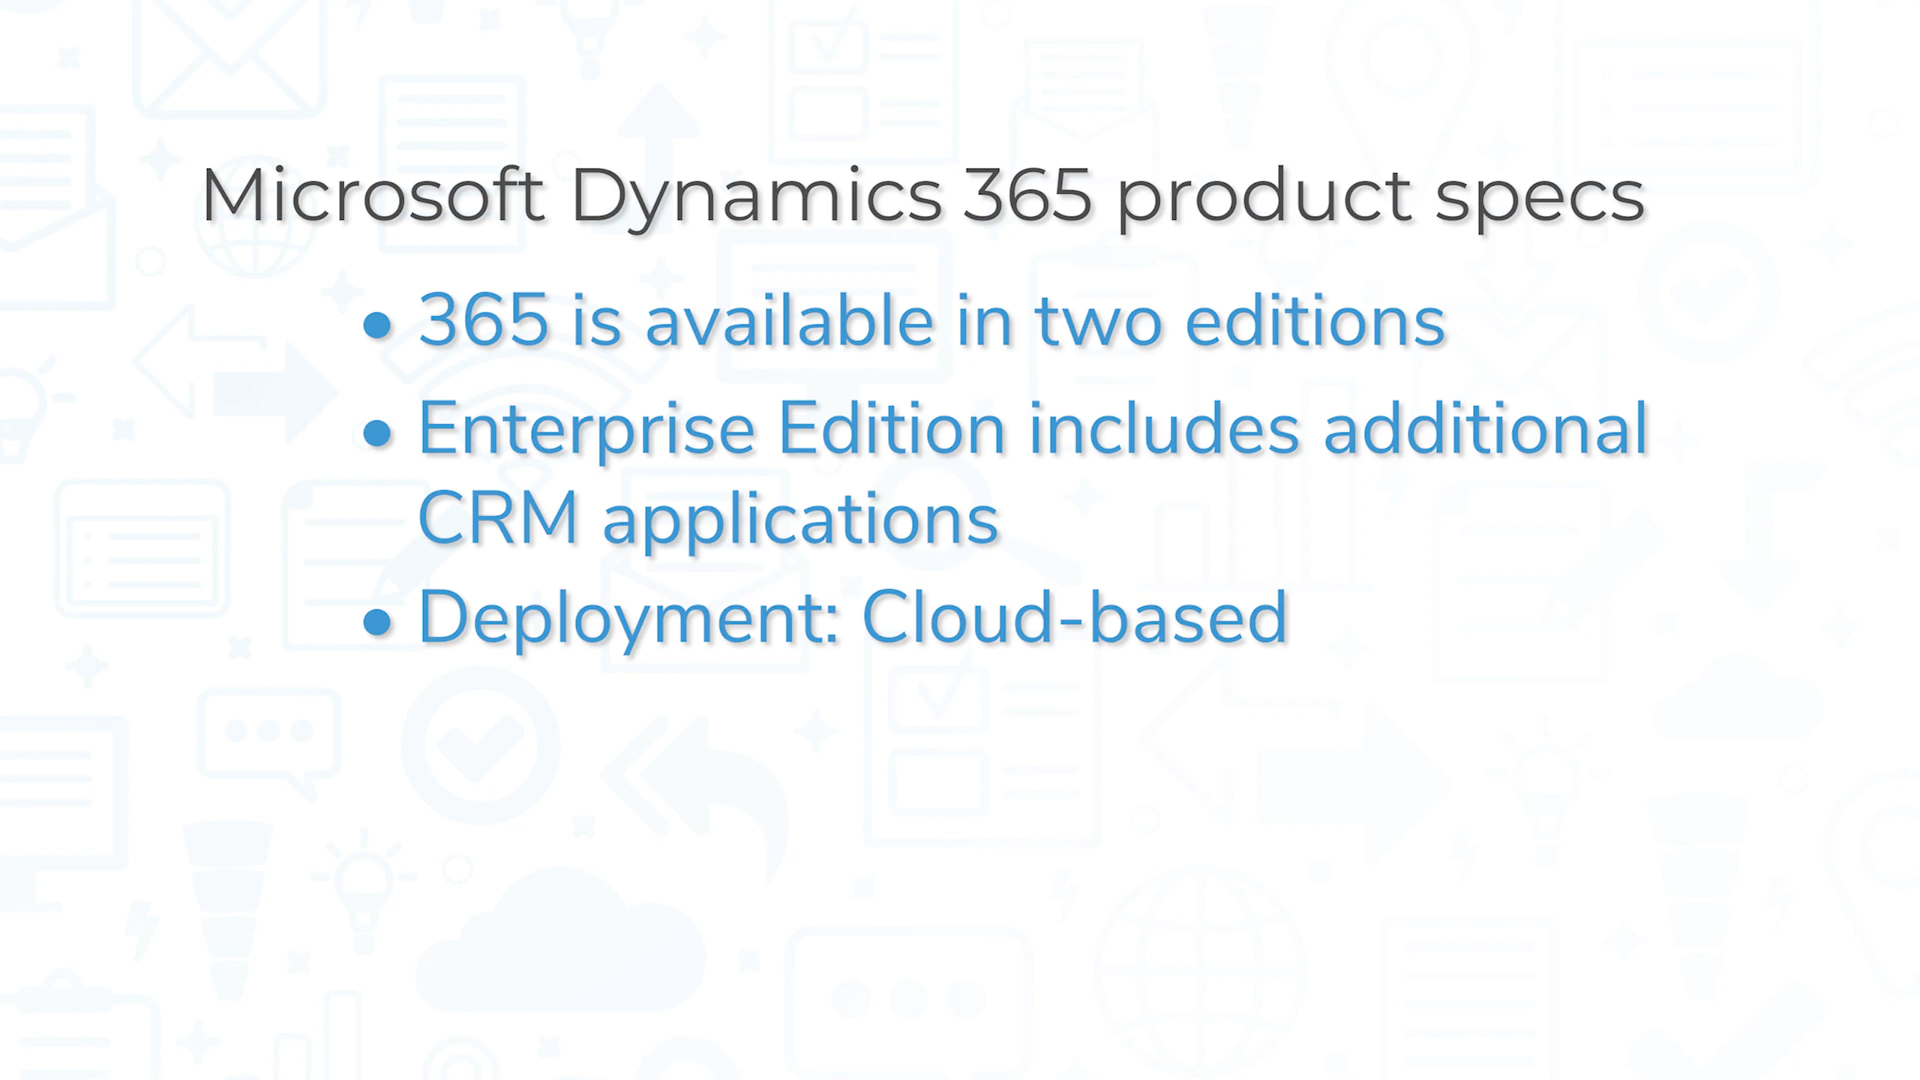 Microsoft Dynamics 365 product specs
• 365 is available in two editions
• Enterprise Edition includes additional
CRM applications
• Deployment: Cloud-based